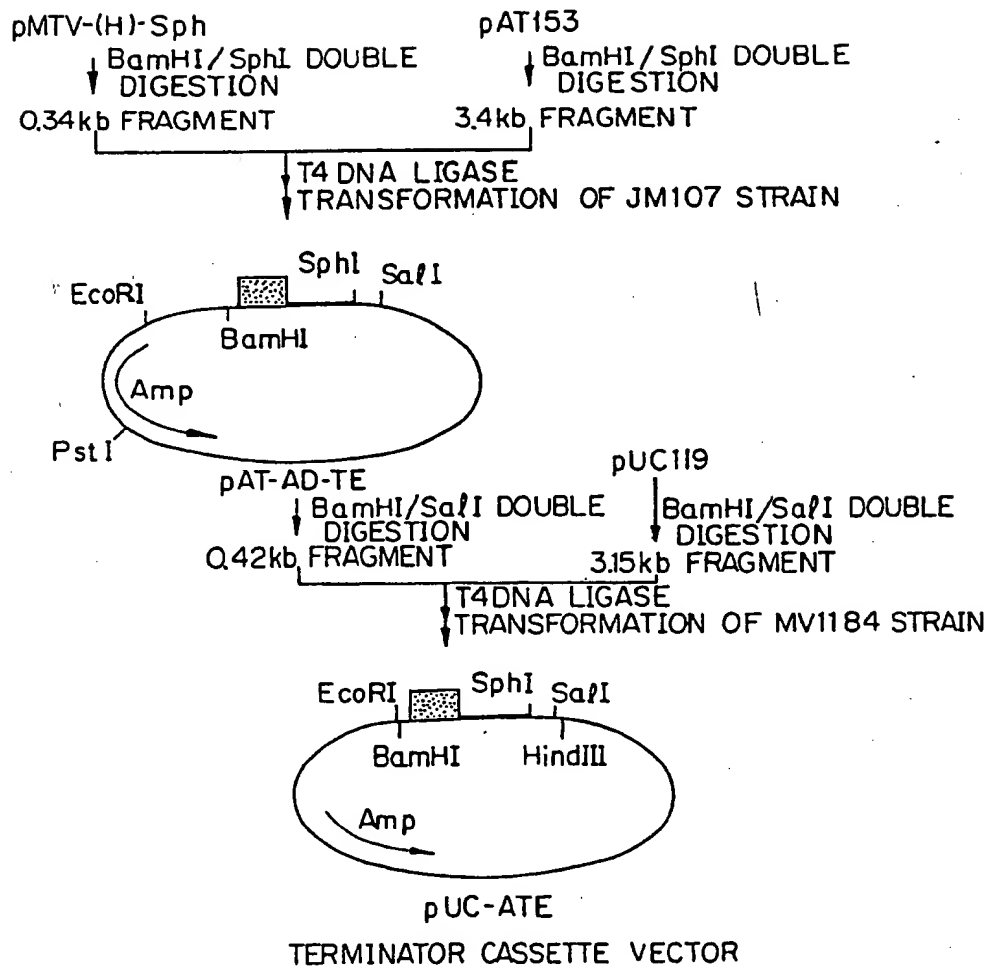 pMTV-(H)-Sph
pAT153
BamHI/SphI DOUBLE
DIGESTION
BamHI/SphI DOUBLE
DIGESTION
0.34kb FRAGMENT
3.4kb FRAGMENT
T4 DNA LIGASE
TRANSFORMATION OF JM107 STRAIN
EcoRI
SphI
SalI
BamHI
Amp
PstI
pAT-AD-TE
pUC119
BamHI/SalI DOUBLE
DIGESTION
BamHI/SalI DOUBLE
DIGESTION
0.42kb FRAGMENT
3.15kb FRAGMENT
T4 DNA LIGASE
TRANSFORMATION OF MV1184 STRAIN
EcoRI
SphI
SalI
BamHI
HindIII
Amp
pUC-ATE
TERMINATOR CASSETTE VECTOR